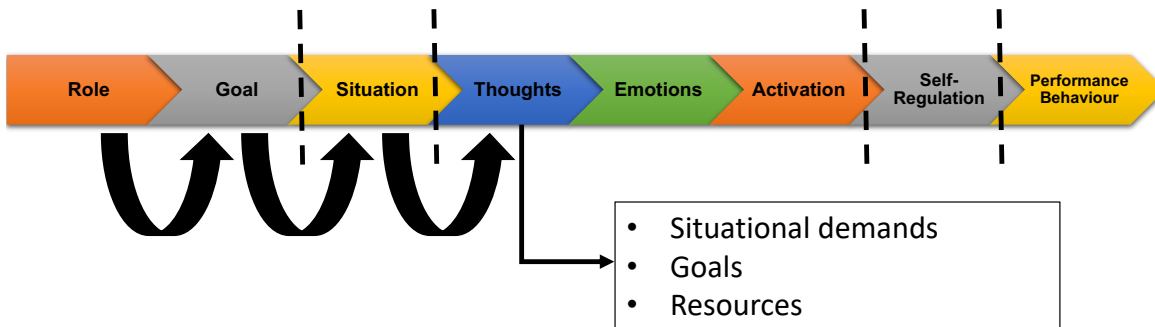 Role
Goal
Situation
Thoughts
Emotions
Activation
Self-
Regulation
Performance
Behaviour
• Situational demands
• Goals
• Resources